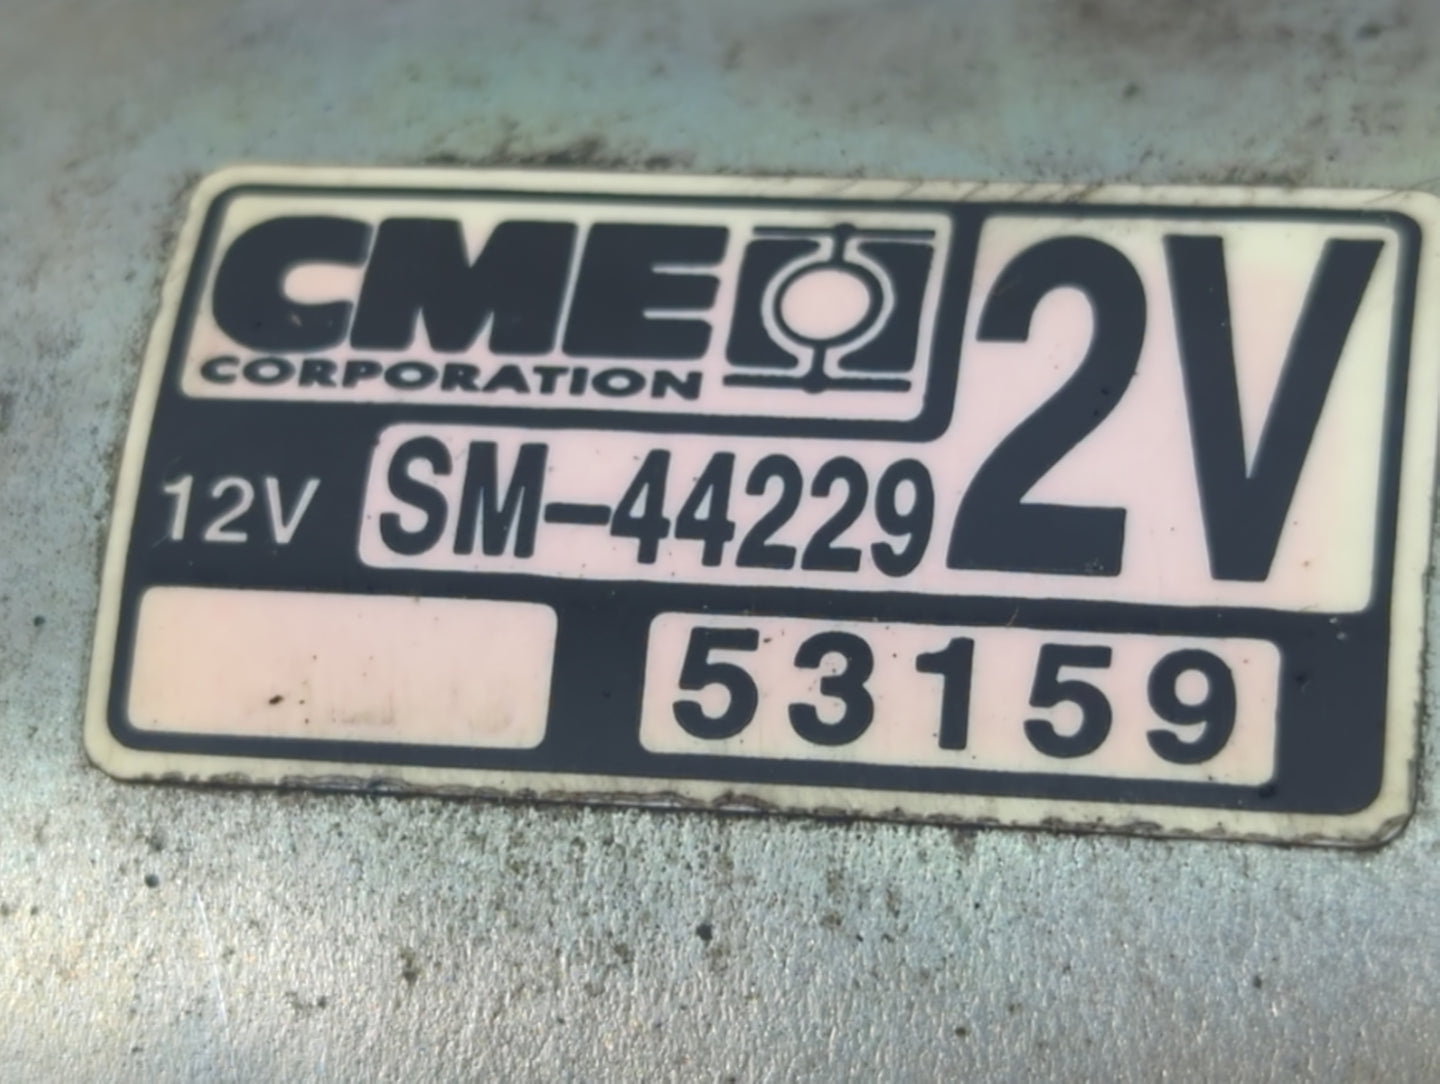 CME
CORPORATION
2V
12V SM-44229
53159